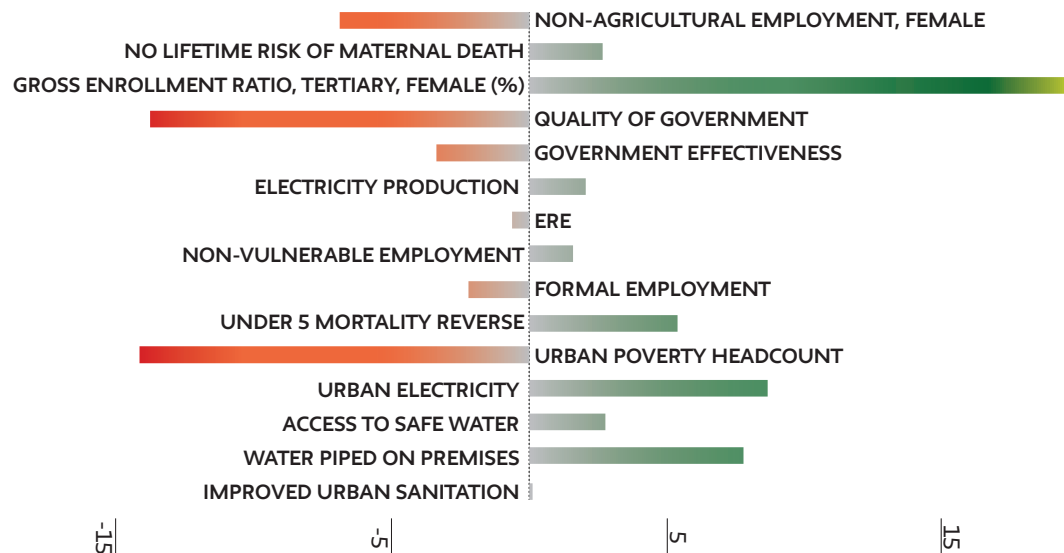 NON-AGRICULTURAL EMPLOYMENT, FEMALE
NO LIFETIME RISK OF MATERNAL DEATH
GROSS ENROLLMENT RATIO, TERTIARY, FEMALE (%)
QUALITY OF GOVERNMENT
GOVERNMENT EFFECTIVENESS
ELECTRICITY PRODUCTION
ERE
NON-VULNERABLE EMPLOYMENT
FORMAL EMPLOYMENT
UNDER 5 MORTALITY REVERSE
URBAN POVERTY HEADCOUNT
URBAN ELECTRICITY
ACCESS TO SAFE WATER
WATER PIPED ON PREMISES
IMPROVED URBAN SANITATION
-15
-5
5
15